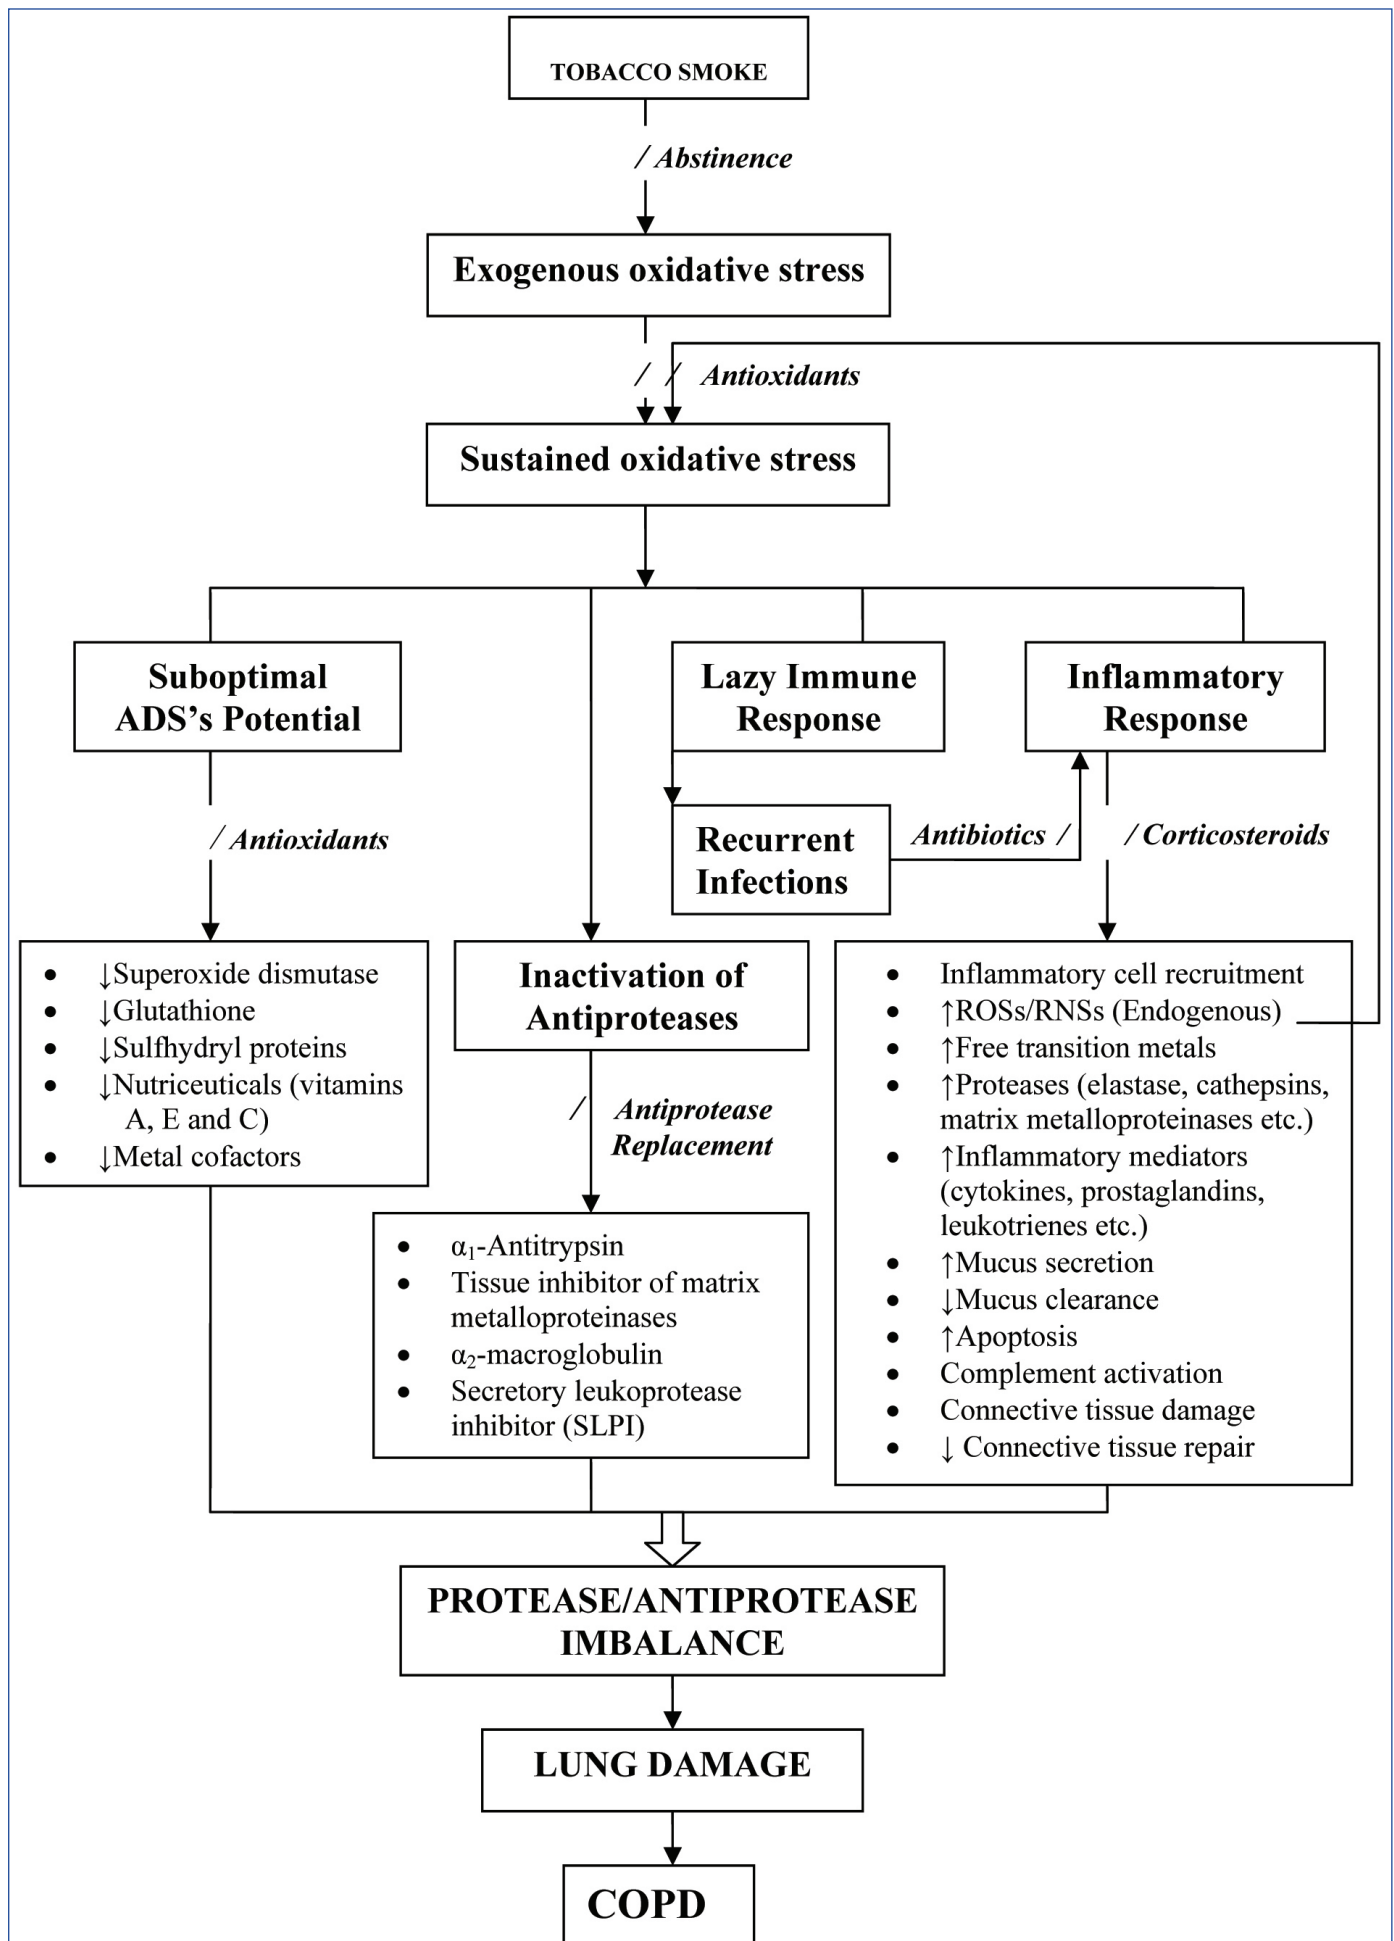 TOBACCO SMOKE
/ Abstinence
Exogenous oxidative stress
/ / Antioxidants
Sustained oxidative stress
Suboptimal
ADS’s Potential
Lazy Immune
Response
Inflammatory
Response
/ Antioxidants
Recurrent
Infections
Antibiotics /
/ Corticosteroids
• ↓Superoxide dismutase
• ↓Glutathione
• ↓Sulfhydryl proteins
• ↓Nutriceuticals (vitamins
A, E and C)
• ↓Metal cofactors
Inactivation of
Antiproteases
/ Antiprotease
Replacement
• α₁-Antitrypsin
• Tissue inhibitor of matrix
metalloproteinases
• α₂-macroglobulin
• Secretory leukoprotease
inhibitor (SLPI)
• Inflammatory cell recruitment
• ↑ROSs/RNSs (Endogenous)
• ↑Free transition metals
• ↑Proteases (elastase, cathepsins,
matrix metalloproteinases etc.)
• ↑Inflammatory mediators
(cytokines, prostaglandins,
leukotrienes etc.)
• ↑Mucus secretion
• ↓Mucus clearance
• ↑Apoptosis
• Complement activation
• Connective tissue damage
• ↓ Connective tissue repair
PROTEASE/ANTIPROTEASE
IMBALANCE
LUNG DAMAGE
COPD